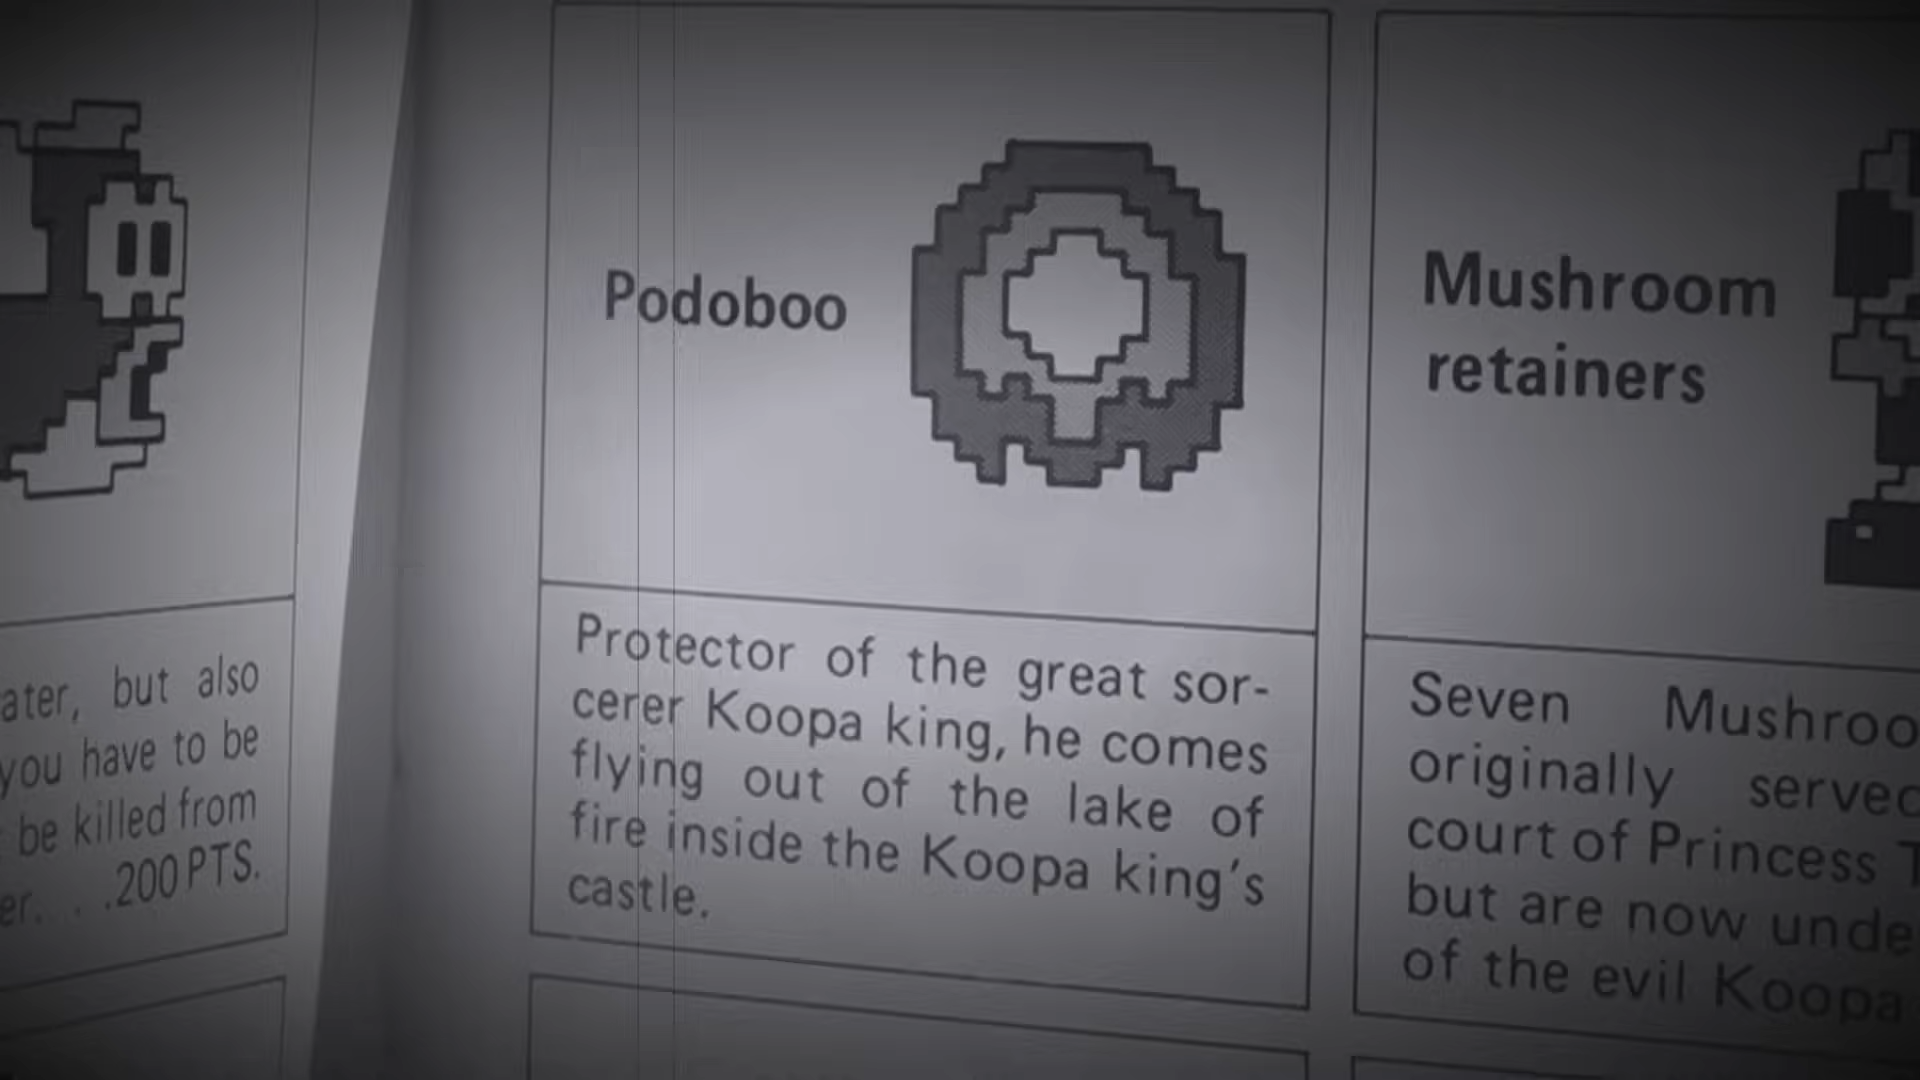 ater, but also
you have to be
be killed from
er. . .200 PTS.
Podoboo
Protector of the great sor-
cerer Koopa king, he comes
flying out of the lake of
fire inside the Koopa king's
castle.
Mushroom
retainers
Seven Mushroo
originally served
court of Princess T
but are now unde
of the evil Koopa